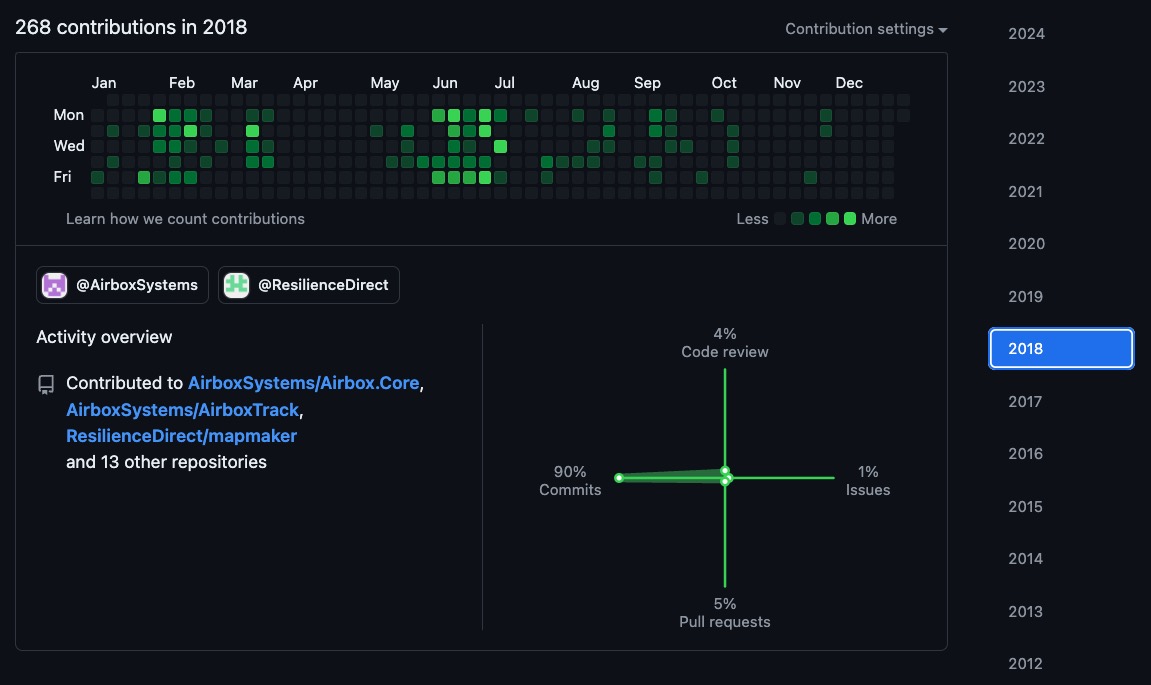 268 contributions in 2018
Contribution settings
Jan Feb Mar Apr May Jun Jul Aug Sep Oct Nov Dec
Mon
Wed
Fri
Learn how we count contributions
Less More
@AirboxSystems @ResilienceDirect
Activity overview
Contributed to AirboxSystems/Airbox.Core,
AirboxSystems/AirboxTrack,
ResilienceDirect/mapmaker
and 13 other repositories
4%
Code review
90%
Commits
1%
Issues
5%
Pull requests
2024
2023
2022
2021
2020
2019
2018
2017
2016
2015
2014
2013
2012